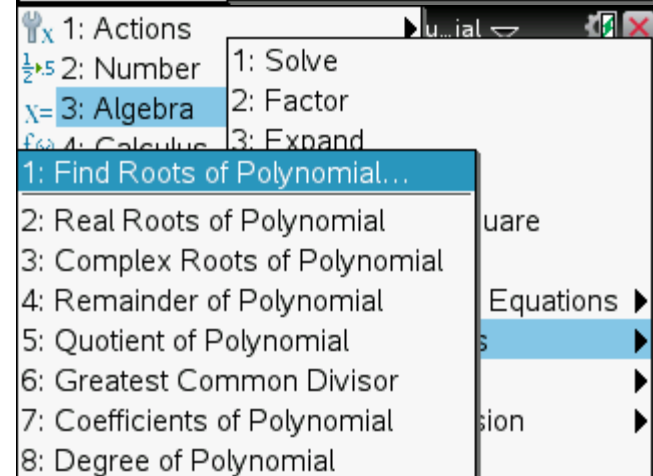 1: Actions
u…ial
2: Number
3: Algebra
4: Calculus
1: Solve
2: Factor
3: Expand
1: Find Roots of Polynomial...
2: Real Roots of Polynomial
3: Complex Roots of Polynomial
4: Remainder of Polynomial
5: Quotient of Polynomial
6: Greatest Common Divisor
7: Coefficients of Polynomial
8: Degree of Polynomial
uare
Equations
s
sion